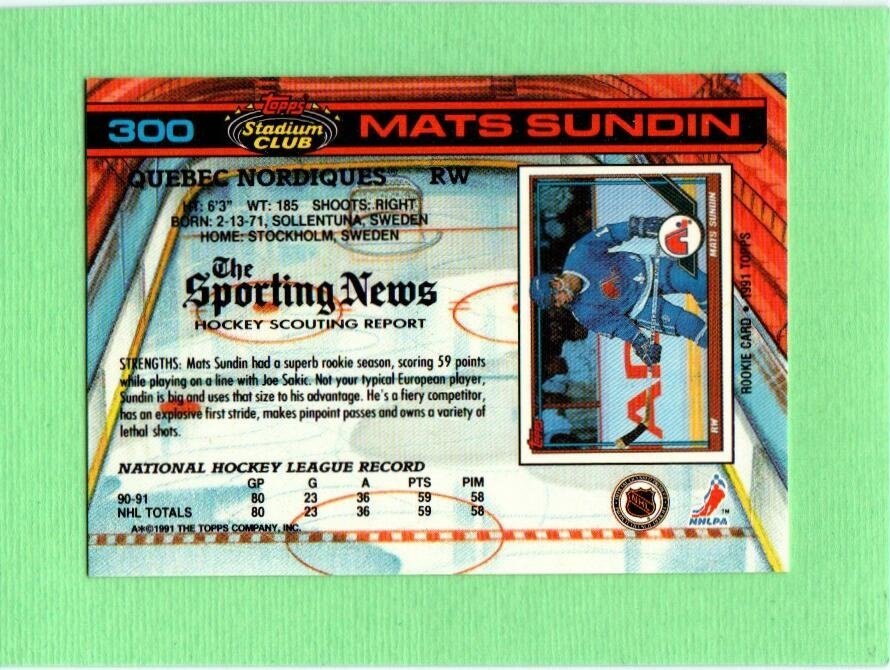 300
Topps
Stadium
CLUB
MATS SUNDIN
QUEBEC NORDIQUES® RW
HT: 6'3" WT: 185 SHOOTS: RIGHT
BORN: 2-13-71, SOLLENTUNA, SWEDEN
HOME: STOCKHOLM, SWEDEN
The
Sporting News
HOCKEY SCOUTING REPORT
STRENGTHS: Mats Sundin had a superb rookie season, scoring 59 points
while playing on a line with Joe Sakic. Not your typical European player,
Sundin is big and uses that size to his advantage. He's a fiery competitor,
has an explosive first stride, makes pinpoint passes and owns a variety of
lethal shots.
NATIONAL HOCKEY LEAGUE RECORD
GP G A PTS PIM
90-91 80 23 36 59 58
NHL TOTALS 80 23 36 59 58
A*©1991 THE TOPPS COMPANY, INC.
MATS SUNDIN
RW
Topps
ROOKIE CARD • 1991 TOPPS
NHL
NHLPA ™